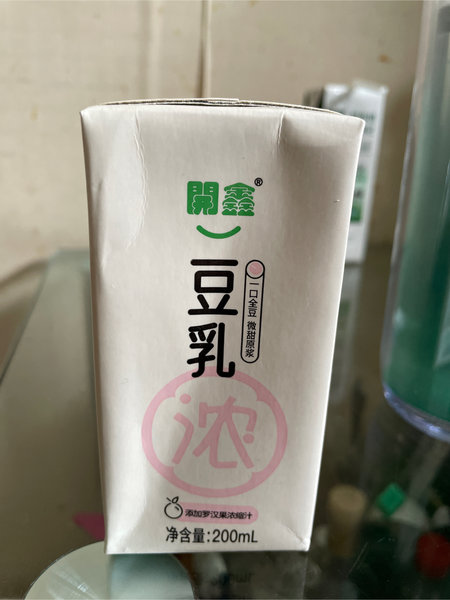 開鑫®
豆乳
一口全豆 微甜原浆
浓
添加罗汉果浓缩汁
净含量:200mL